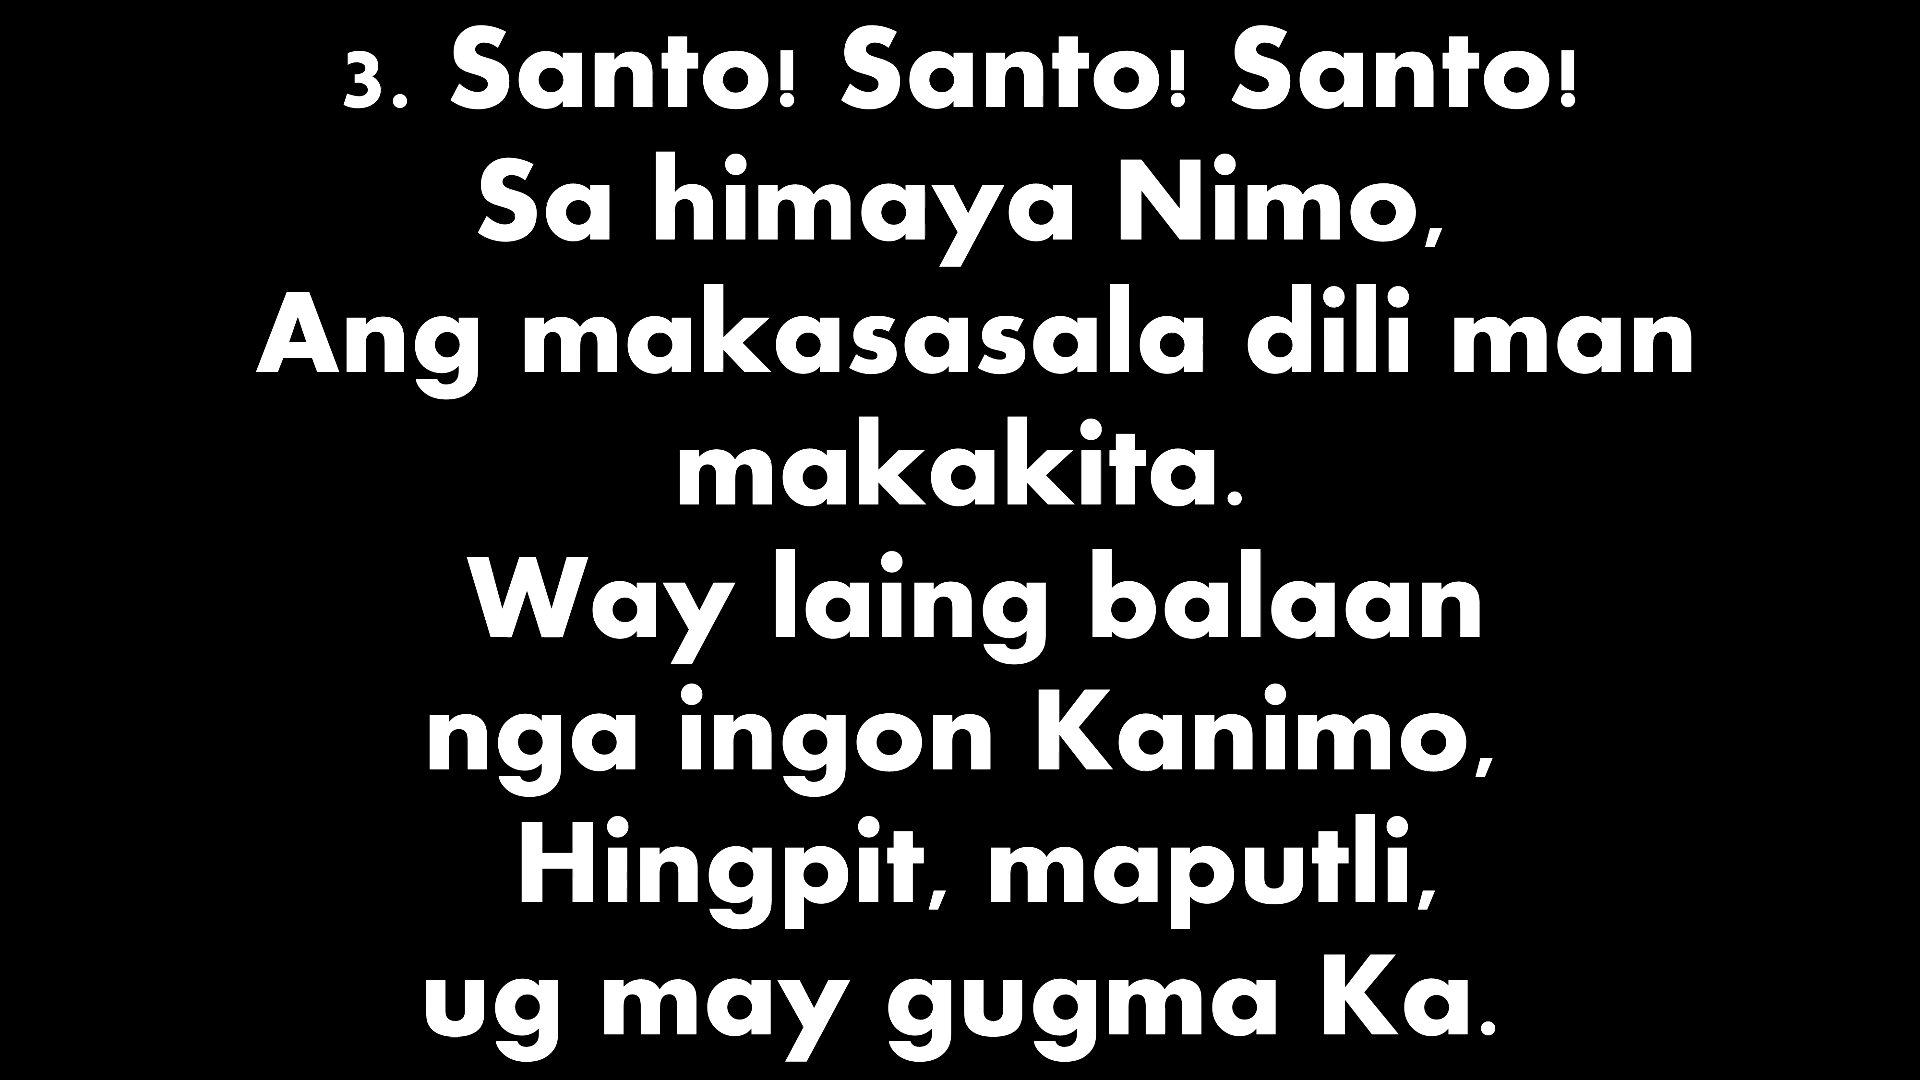 3. Santo! Santo! Santo!
Sa himaya Nimo,
Ang makasasala dili man
makakita.
Way laing balaan
nga ingon Kanimo,
Hingpit, maputli,
ug may gugma Ka.